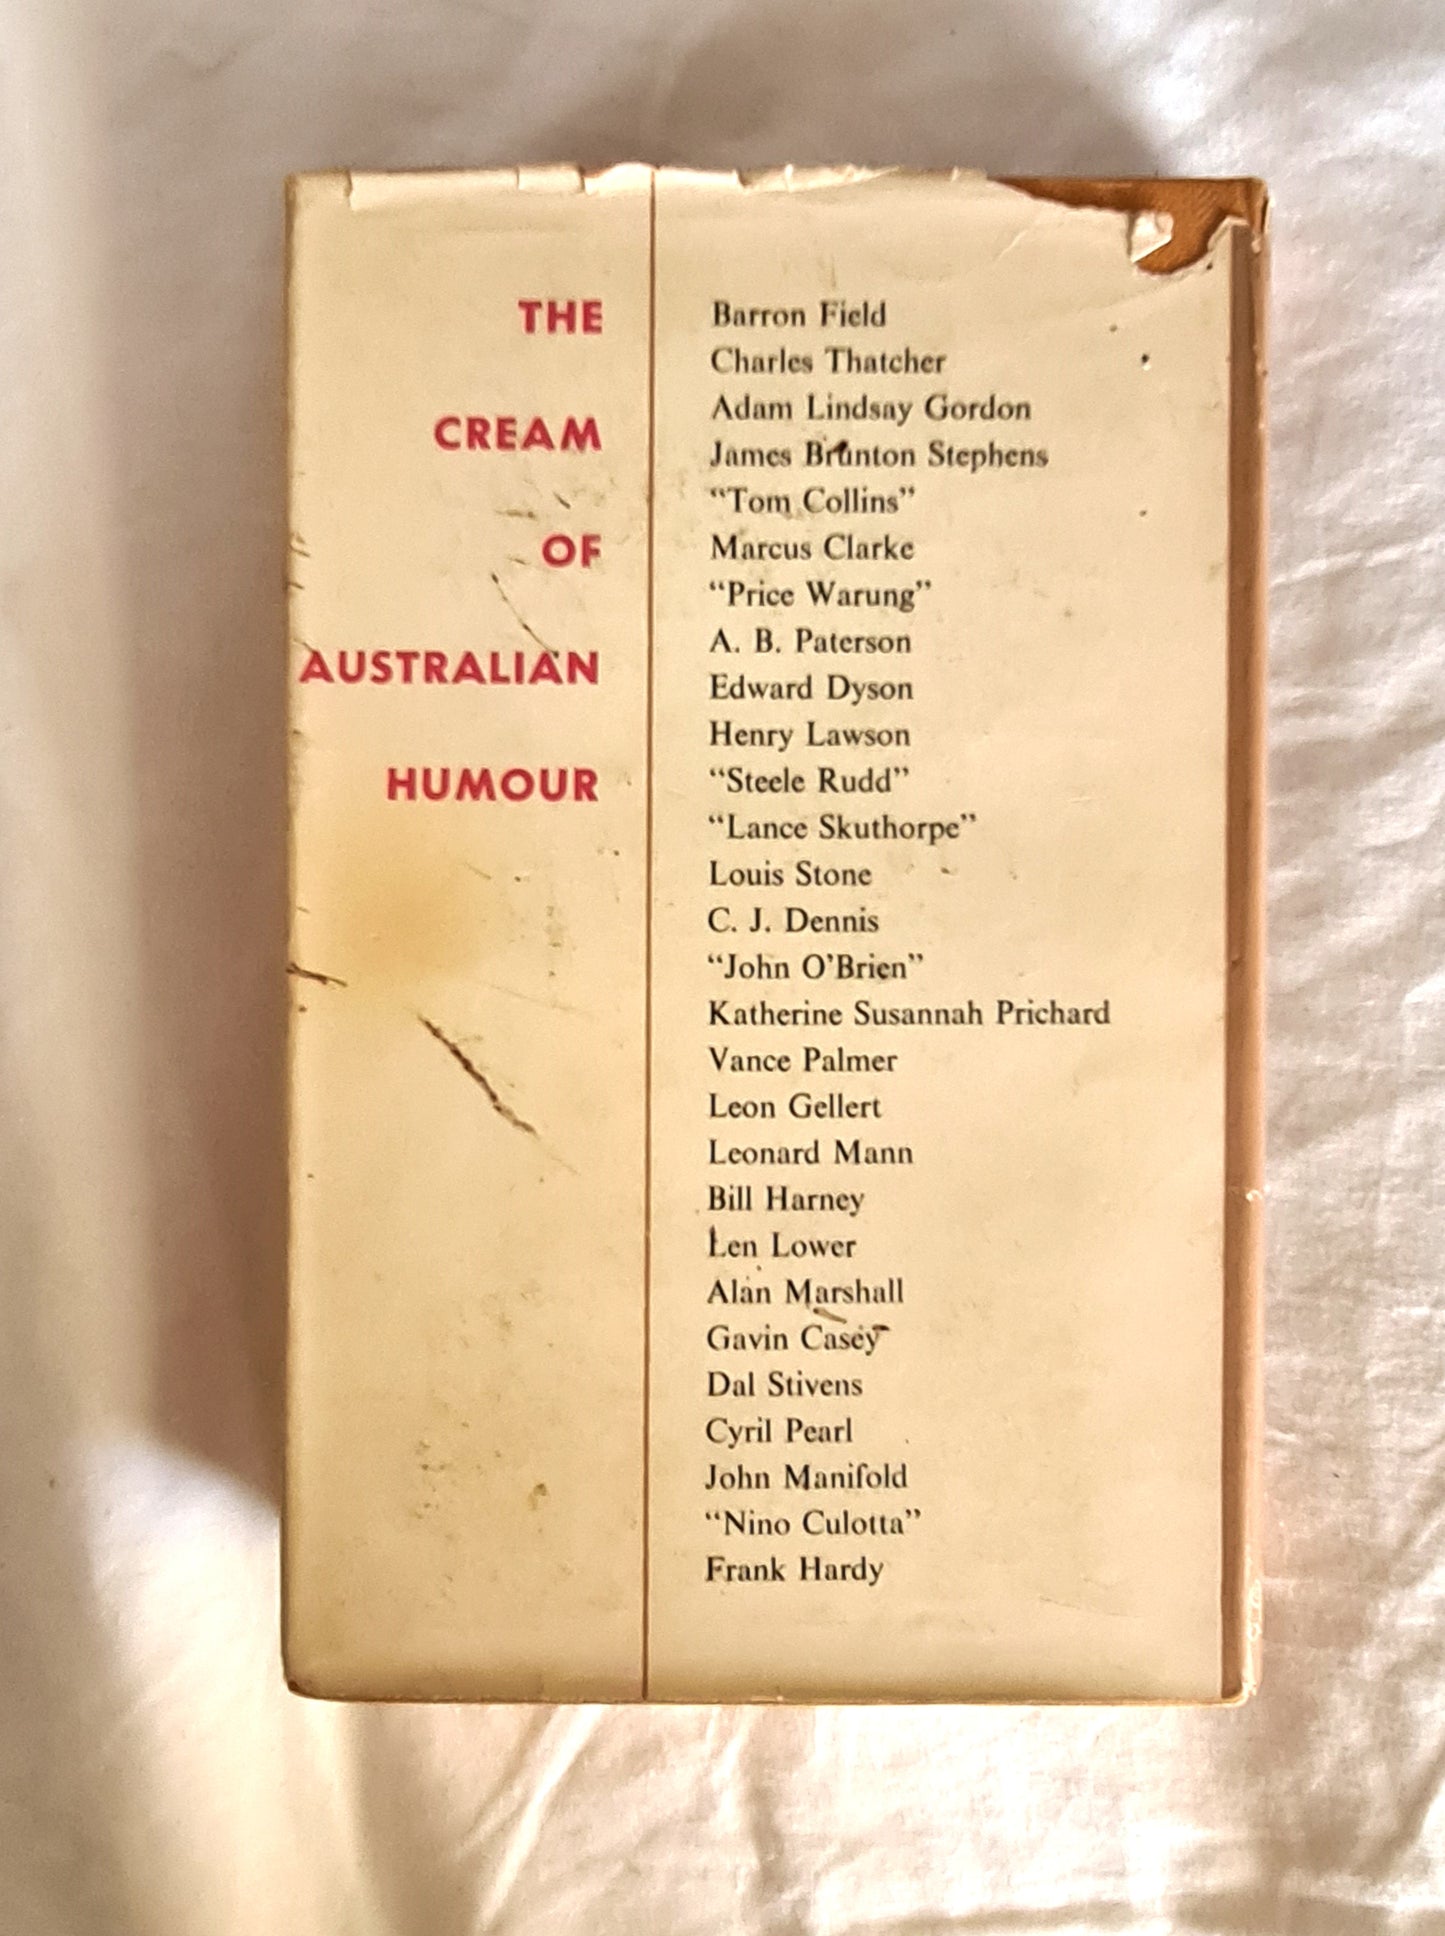 THE
CREAM
OF
AUSTRALIAN
HUMOUR
Barron Field
Charles Thatcher
Adam Lindsay Gordon
James Brunton Stephens
“Tom Collins”
Marcus Clarke
“Price Warung”
A. B. Paterson
Edward Dyson
Henry Lawson
“Steele Rudd”
“Lance Skuthorpe”
Louis Stone
C. J. Dennis
“John O’Brien”
Katherine Susannah Prichard
Vance Palmer
Leon Gellert
Leonard Mann
Bill Harney
Len Lower
Alan Marshall
Gavin Casey
Dal Stivens
Cyril Pearl
John Manifold
“Nino Culotta”
Frank Hardy